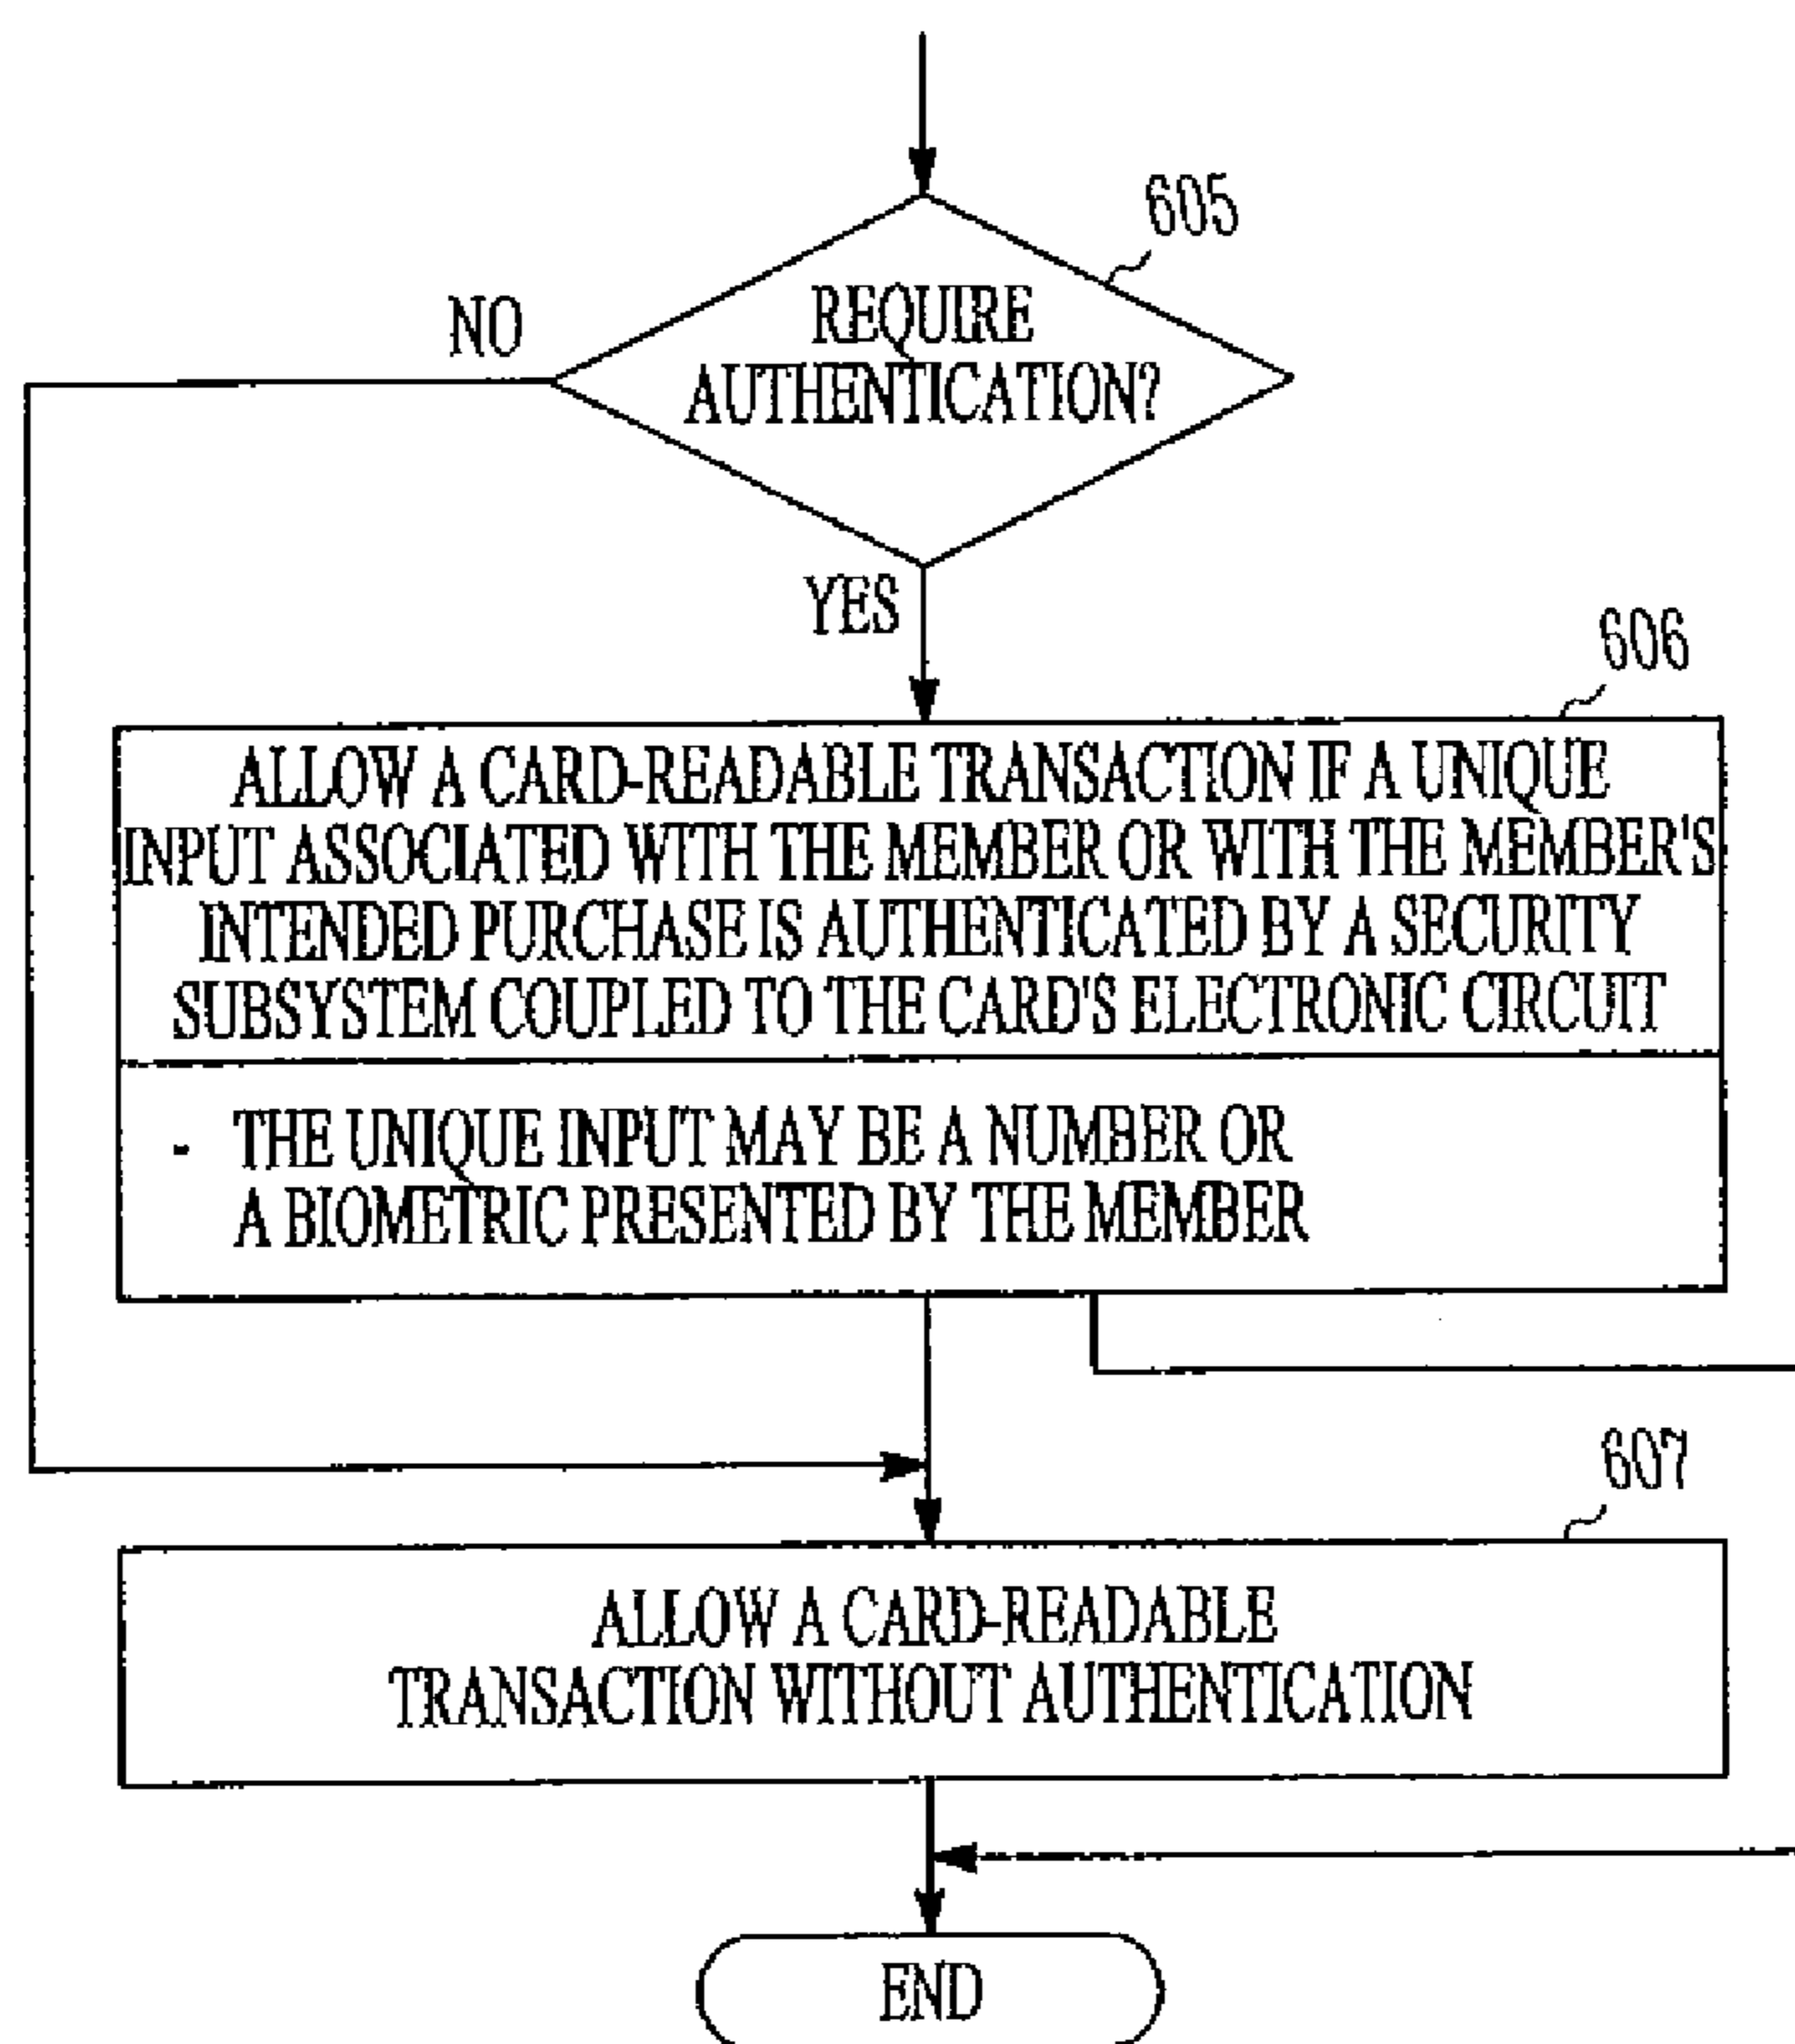 605
REQUIRE
AUTHENTICATION?
NO
YES
606
ALLOW A CARD-READABLE TRANSACTION IF A UNIQUE
INPUT ASSOCIATED WITH THE MEMBER OR WITH THE MEMBER'S
INTENDED PURCHASE IS AUTHENTICATED BY A SECURITY
SUBSYSTEM COUPLED TO THE CARD'S ELECTRONIC CIRCUIT
- THE UNIQUE INPUT MAY BE A NUMBER OR
A BIOMETRIC PRESENTED BY THE MEMBER
607
ALLOW A CARD-READABLE
TRANSACTION WITHOUT AUTHENTICATION
END